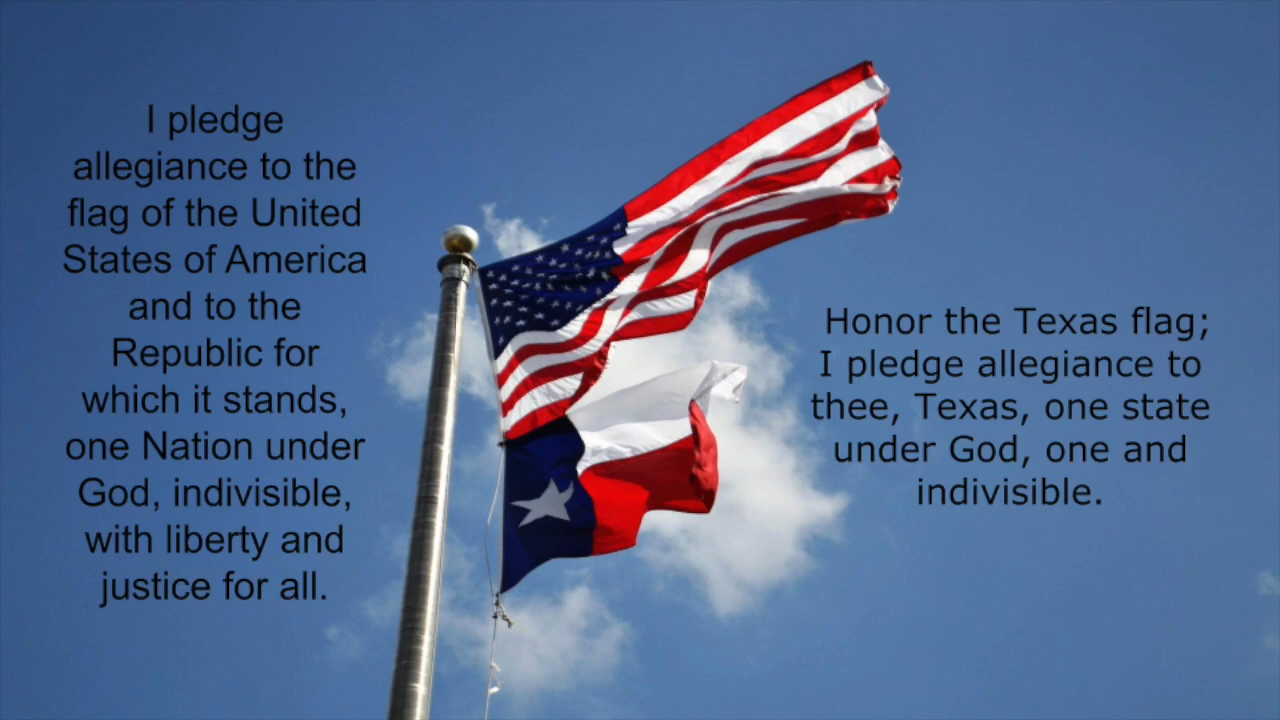 I pledge
allegiance to the
flag of the United
States of America
and to the
Republic for
which it stands,
one Nation under
God, indivisible,
with liberty and
justice for all.
Honor the Texas flag;
I pledge allegiance to
thee, Texas, one state
under God, one and
indivisible.